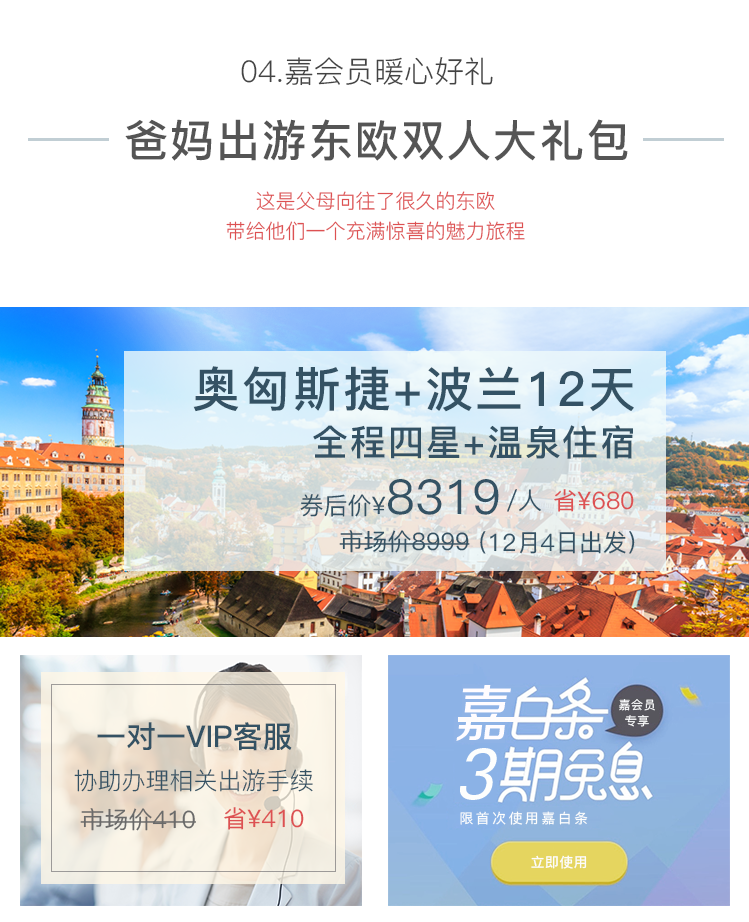 04.嘉会员暖心好礼
爸妈出游东欧双人大礼包
这是父母向往了很久的东欧
带给他们一个充满惊喜的魅力旅程
奥匈斯捷+波兰12天
全程四星+温泉住宿
券后价¥8319/人 省¥680
市场价8999 (12月4日出发)
一对一VIP客服
协助办理相关出游手续
市场价410 省¥410
嘉白条
嘉会员
专享
3期免息
限首次使用嘉白条
立即使用